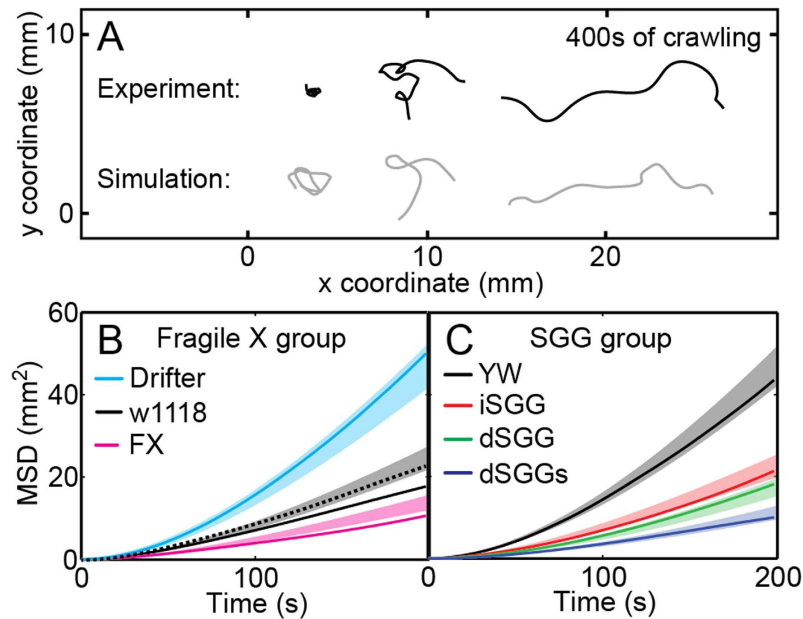 A
400s of crawling
Experiment:
Simulation:
y coordinate (mm)
10
0
0
10
20
x coordinate (mm)
B
Fragile X group
Drifter
w1118
FX
MSD (mm²)
60
40
20
0
0
100
Time (s)
C
SGG group
YW
iSGG
dSGG
dSGGs
0
100
200
Time (s)